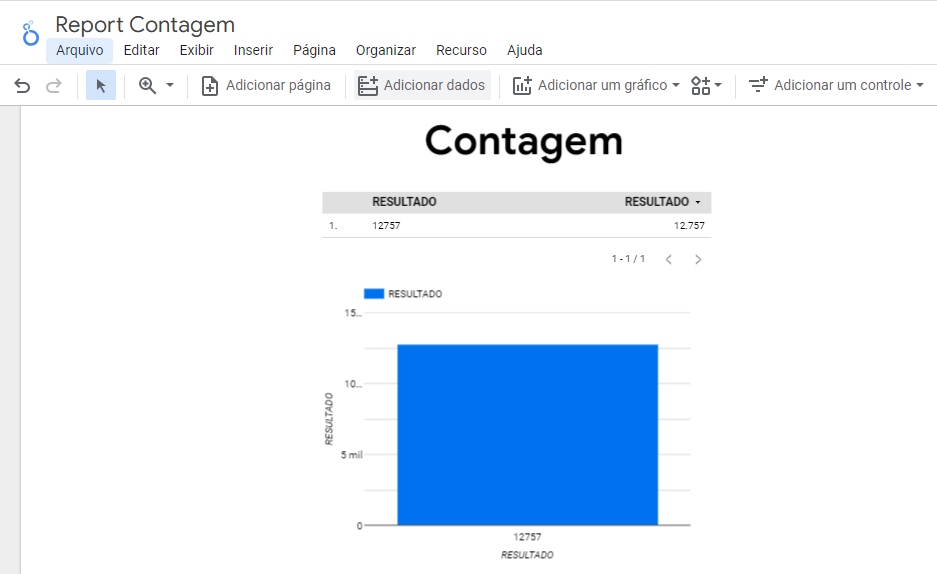 Report Contagem
Arquivo Editar Exibir Inserir Página Organizar Recurso Ajuda
Adicionar página Adicionar dados Adicionar um gráfico Adicionar um controle
Contagem
RESULTADO RESULTADO
1. 12757 12.757
1 - 1 / 1
RESULTADO
15...
10...
5 mil
0
RESULTADO
12757
RESULTADO